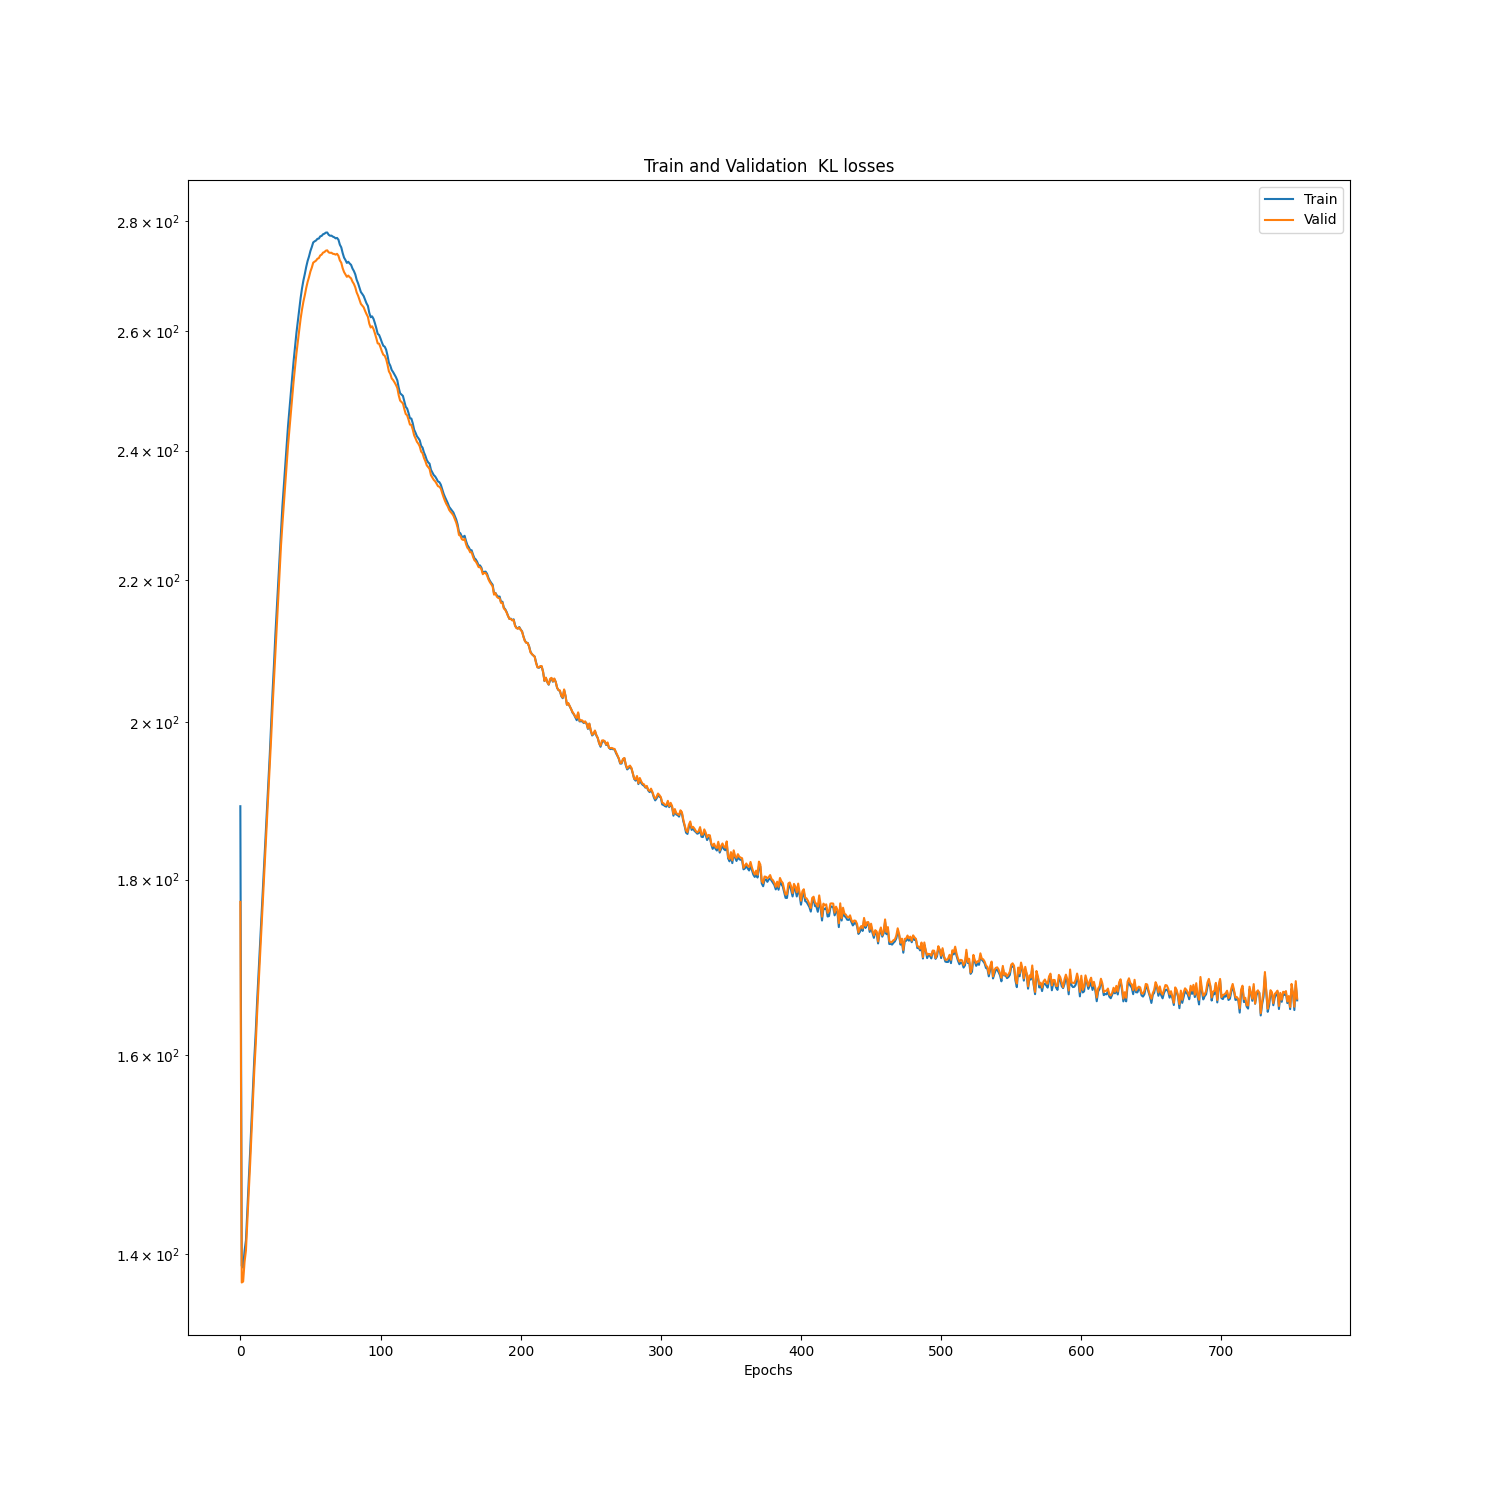 Train and Validation  KL losses
Train
Valid
2.8 × 10²
2.6 × 10²
2.4 × 10²
2.2 × 10²
2 × 10²
1.8 × 10²
1.6 × 10²
1.4 × 10²
0 100 200 300 400 500 600 700
Epochs